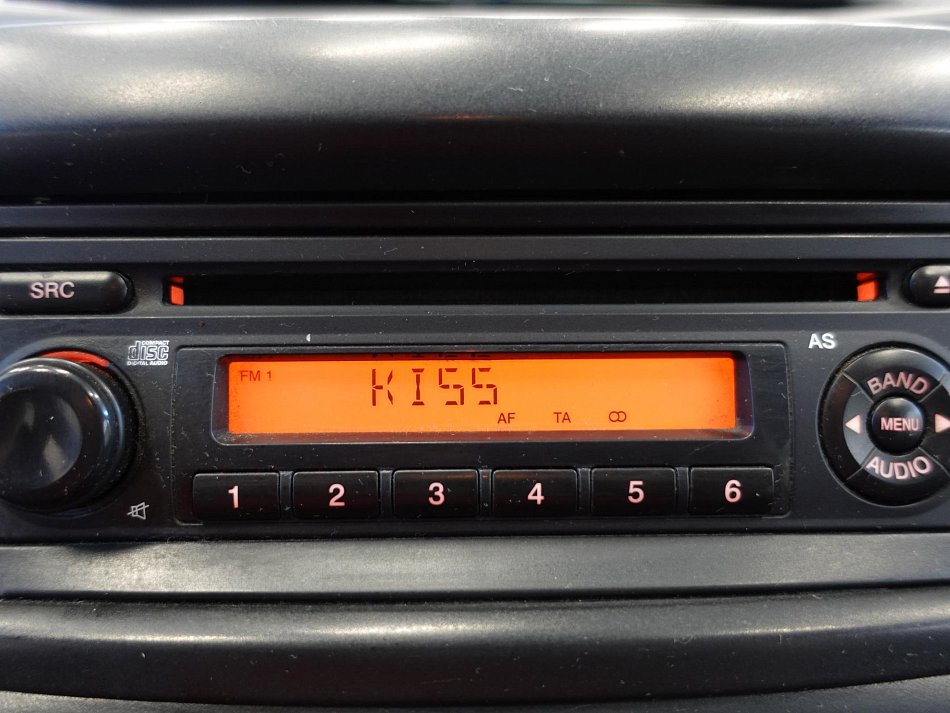 SRC
COMPACT
disc
DIGITAL AUDIO
AS
FM 1
KISS
AF TA
BAND
MENU
AUDIO
1 2 3 4 5 6